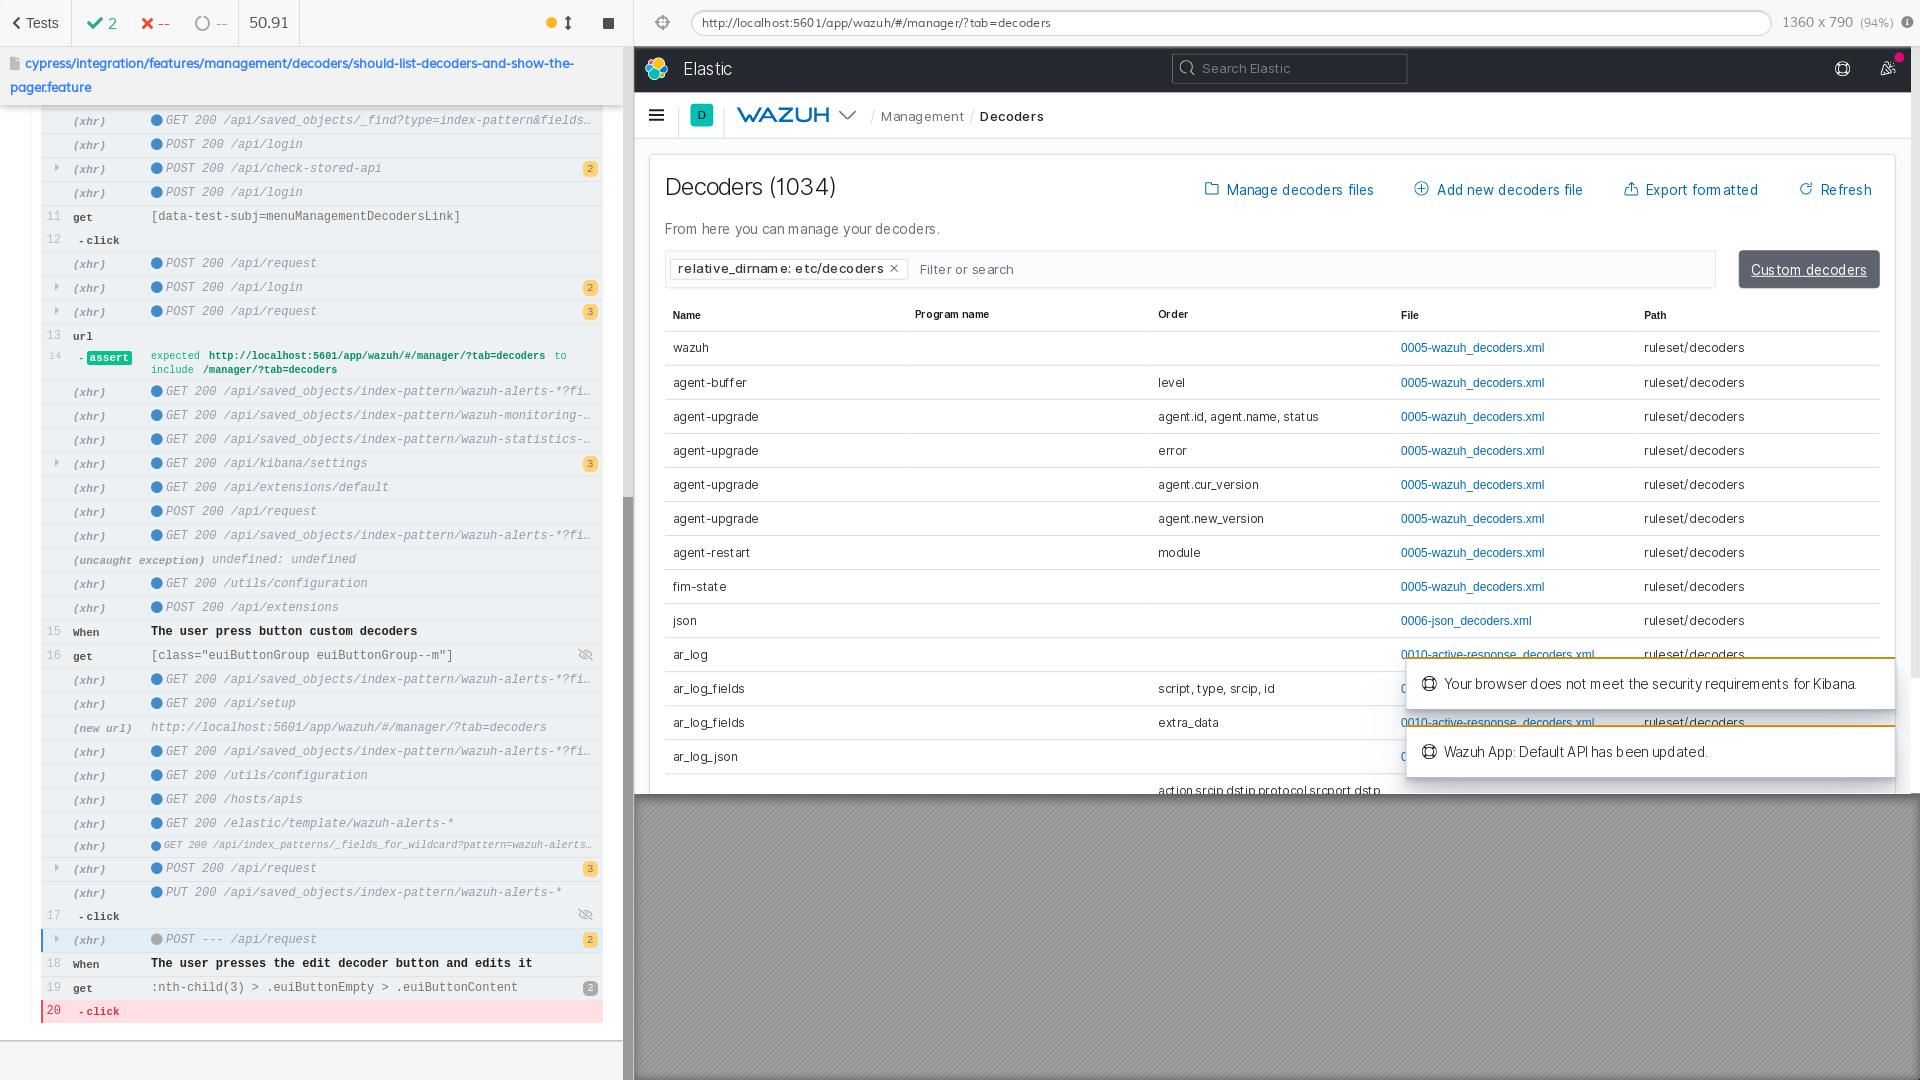 Tests
2
--
--
50.91
cypress/integration/features/management/decoders/should-list-decoders-and-show-the-
pager.feature
(xhr) GET 200 /api/saved_objects/_find?type=index-pattern&fields…
(xhr) POST 200 /api/login
(xhr) POST 200 /api/check-stored-api 2
(xhr) POST 200 /api/login
11 get [data-test-subj=menuManagementDecodersLink]
12 -click
(xhr) POST 200 /api/request
(xhr) POST 200 /api/login 2
(xhr) POST 200 /api/request 3
13 url
14 -assert expected http://localhost:5601/app/wazuh/#/manager/?tab=decoders to
include /manager/?tab=decoders
(xhr) GET 200 /api/saved_objects/index-pattern/wazuh-alerts-*?fi…
(xhr) GET 200 /api/saved_objects/index-pattern/wazuh-monitoring-…
(xhr) GET 200 /api/saved_objects/index-pattern/wazuh-statistics-…
(xhr) GET 200 /api/kibana/settings 3
(xhr) GET 200 /api/extensions/default
(xhr) POST 200 /api/request
(xhr) GET 200 /api/saved_objects/index-pattern/wazuh-alerts-*?fi…
(uncaught exception) undefined: undefined
(xhr) GET 200 /utils/configuration
(xhr) POST 200 /api/extensions
15 When The user press button custom decoders
16 get [class="euiButtonGroup euiButtonGroup--m"]
(xhr) GET 200 /api/saved_objects/index-pattern/wazuh-alerts-*?fi…
(xhr) GET 200 /api/setup
(new url) http://localhost:5601/app/wazuh/#/manager/?tab=decoders
(xhr) GET 200 /api/saved_objects/index-pattern/wazuh-alerts-*?fi…
(xhr) GET 200 /utils/configuration
(xhr) GET 200 /hosts/apis
(xhr) GET 200 /elastic/template/wazuh-alerts-*
(xhr) GET 200 /api/index_patterns/_fields_for_wildcard?pattern=wazuh-alerts…
(xhr) POST 200 /api/request 3
(xhr) PUT 200 /api/saved_objects/index-pattern/wazuh-alerts-*
17 -click
(xhr) POST --- /api/request 2
18 When The user presses the edit decoder button and edits it
19 get :nth-child(3) > .euiButtonEmpty > .euiButtonContent 2
20 -click
http://localhost:5601/app/wazuh/#/manager/?tab=decoders
1360 x 790 (94%)
Elastic
Search Elastic
D WAZUH / Management / Decoders
Decoders (1034)
Manage decoders files
Add new decoders file
Export formatted
Refresh
From here you can manage your decoders.
relative_dirname: etc/decoders × Filter or search
Custom decoders
Name Program name Order File Path
wazuh 0005-wazuh_decoders.xml ruleset/decoders
agent-buffer level 0005-wazuh_decoders.xml ruleset/decoders
agent-upgrade agent.id, agent.name, status 0005-wazuh_decoders.xml ruleset/decoders
agent-upgrade error 0005-wazuh_decoders.xml ruleset/decoders
agent-upgrade agent.cur_version 0005-wazuh_decoders.xml ruleset/decoders
agent-upgrade agent.new_version 0005-wazuh_decoders.xml ruleset/decoders
agent-restart module 0005-wazuh_decoders.xml ruleset/decoders
fim-state 0005-wazuh_decoders.xml ruleset/decoders
json 0006-json_decoders.xml ruleset/decoders
ar_log 0010-active-response_decoders.xml ruleset/decoders
ar_log_fields script, type, srcip, id
Your browser does not meet the security requirements for Kibana.
ar_log_fields extra_data 0010-active-response_decoders.xml ruleset/decoders
ar_log_json
Wazuh App: Default API has been updated.
action srcip dstip protocol srcport dstp